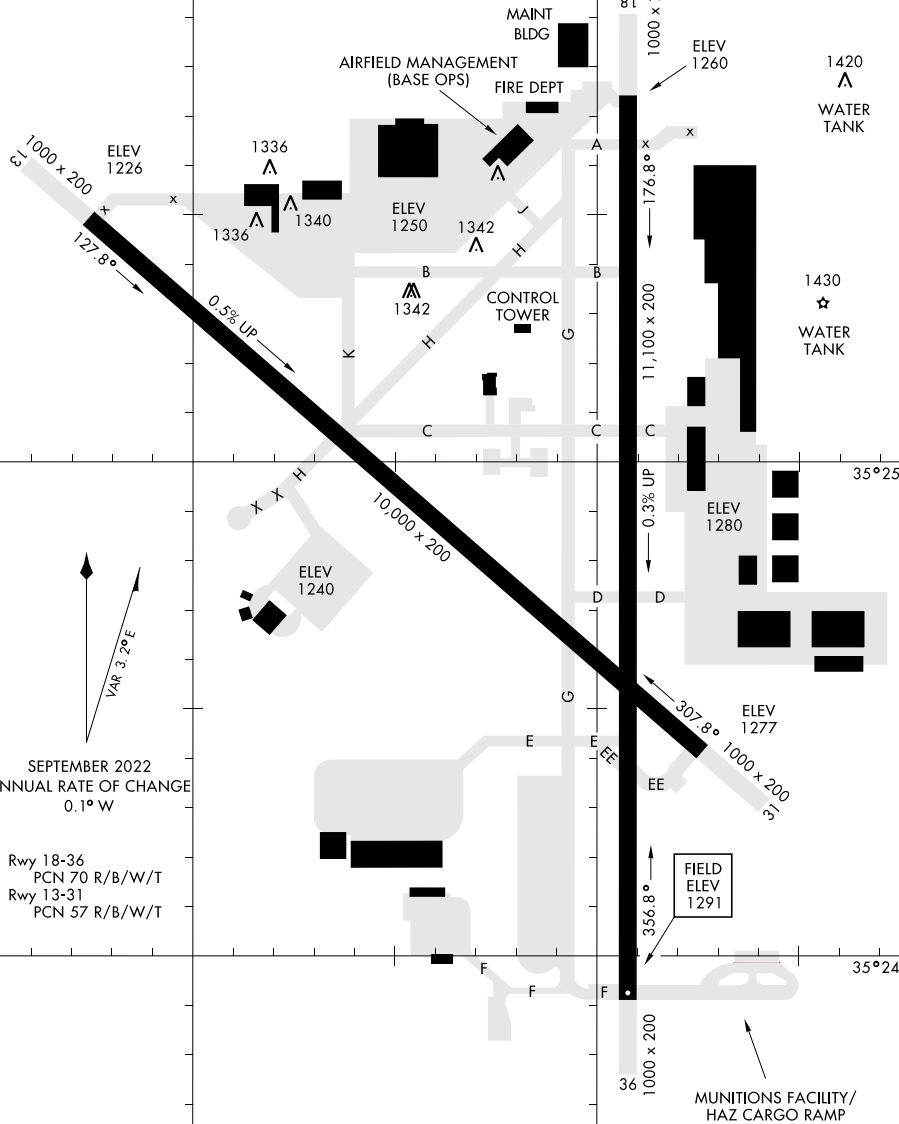 18
1000 x
MAINT
BLDG
AIRFIELD MANAGEMENT
(BASE OPS)
FIRE DEPT
ELEV
1260
1420
WATER
TANK
13
1000 x 200
ELEV
1226
1336
A
x
x
x
x
176.8°
1336
1340
ELEV
1250
1342
J
H
127.8°
B
B
1342
0.5% UP
CONTROL
TOWER
1430
WATER
TANK
K
H
G
11,100 x 200
C
C
C
H
X
X
10,000 x 200
0.3% UP
35°25
ELEV
1280
ELEV
1240
D
D
VAR 3.2° E
G
307.8°
ELEV
1277
E
E
EE
EE
1000 x 200
31
SEPTEMBER 2022
NNUAL RATE OF CHANGE
0.1° W
Rwy 18-36
PCN 70 R/B/W/T
Rwy 13-31
PCN 57 R/B/W/T
356.8°
FIELD
ELEV
1291
35°24
F
F
F
36
1000 x 200
MUNITIONS FACILITY/
HAZ CARGO RAMP